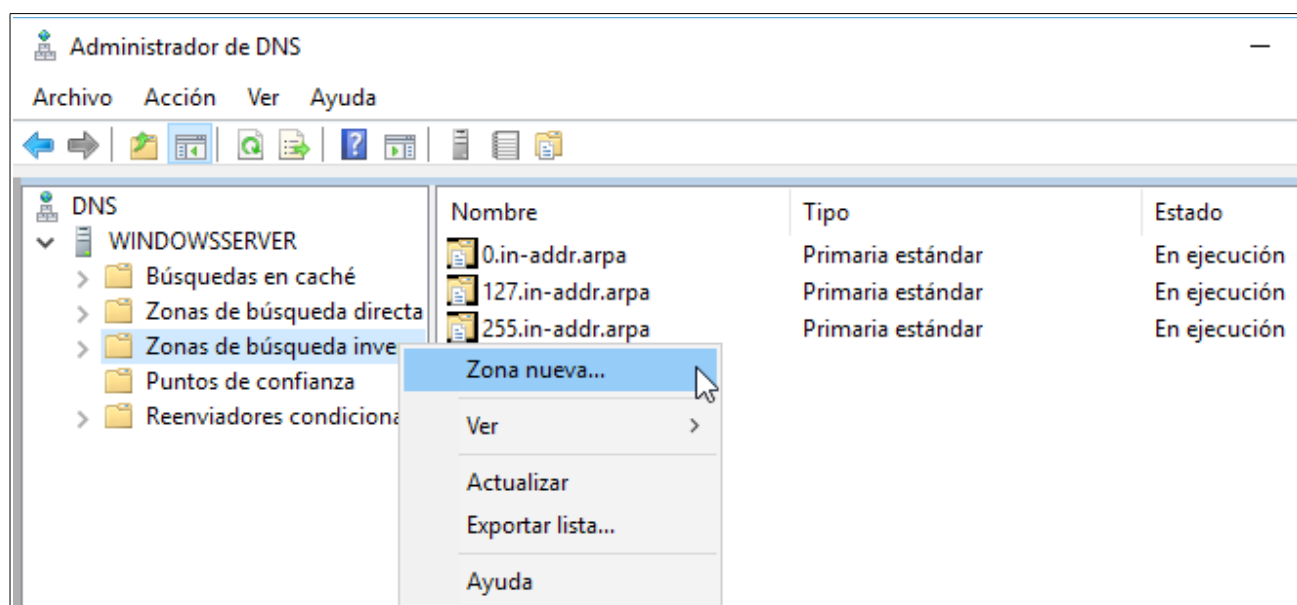 Administrador de DNS
Archivo Acción Ver Ayuda
DNS
WINDOWSSERVER
Búsquedas en caché
Zonas de búsqueda directa
Zonas de búsqueda inve
Puntos de confianza
Reenviadores condiciona
Nombre Tipo Estado
0.in-addr.arpa Primaria estándar En ejecución
127.in-addr.arpa Primaria estándar En ejecución
255.in-addr.arpa Primaria estándar En ejecución
Zona nueva...
Ver
Actualizar
Exportar lista...
Ayuda